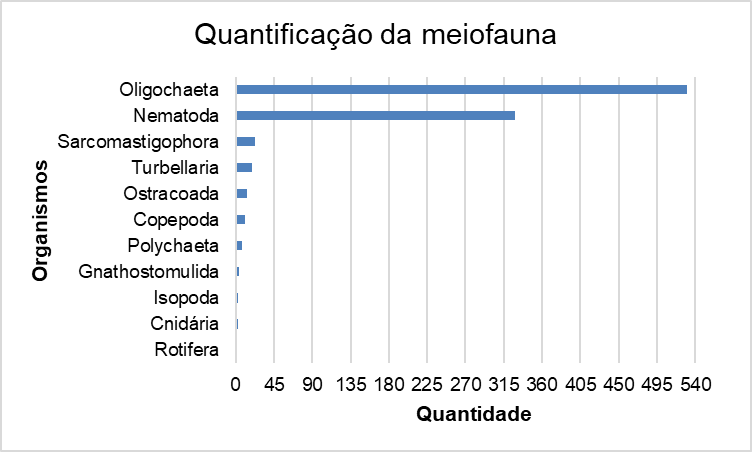 Quantificação da meiofauna
Organismos
Oligochaeta
Nematoda
Sarcomastigophora
Turbellaria
Ostracoada
Copepoda
Polychaeta
Gnathostomulida
Isopoda
Cnidária
Rotifera
0 45 90 135 180 225 270 315 360 405 450 495 540
Quantidade